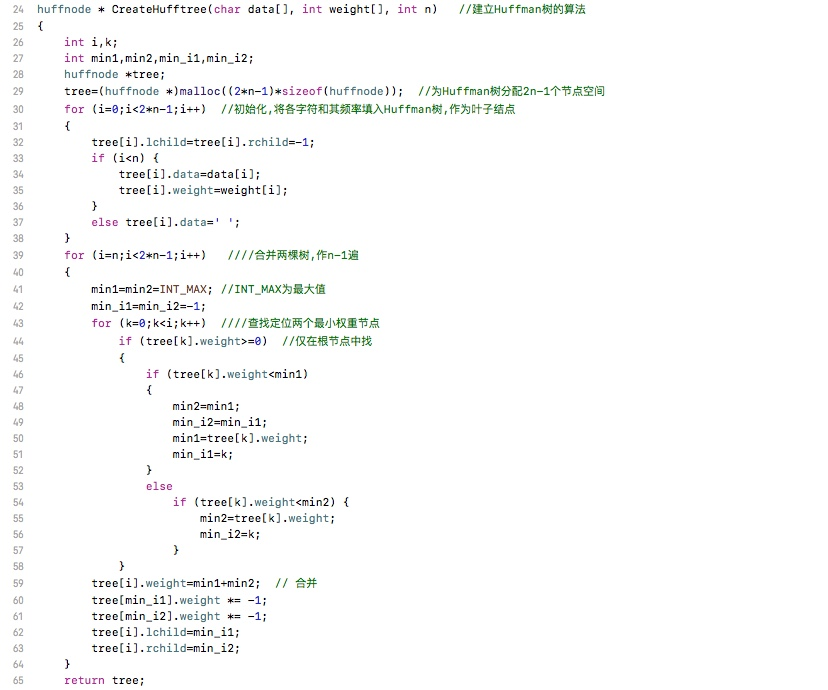 24 huffnode * CreateHufftree(char data[], int weight[], int n)   //建立Huffman树的算法
25 {
26     int i,k;
27     int min1,min2,min_i1,min_i2;
28     huffnode *tree;
29     tree=(huffnode *)malloc((2*n-1)*sizeof(huffnode));  //为Huffman树分配2n-1个节点空间
30     for (i=0;i<2*n-1;i++)  //初始化,将各字符和其频率填入Huffman树,作为叶子结点
31     {
32         tree[i].lchild=tree[i].rchild=-1;
33         if (i<n) {
34             tree[i].data=data[i];
35             tree[i].weight=weight[i];
36         }
37         else tree[i].data=' ';
38     }
39     for (i=n;i<2*n-1;i++)   ////合并两棵树,作n-1遍
40     {
41         min1=min2=INT_MAX; //INT_MAX为最大值
42         min_i1=min_i2=-1;
43         for (k=0;k<i;k++)  ////查找定位两个最小权重节点
44             if (tree[k].weight>=0)  //仅在根节点中找
45             {
46                 if (tree[k].weight<min1)
47                 {
48                     min2=min1;
49                     min_i2=min_i1;
50                     min1=tree[k].weight;
51                     min_i1=k;
52                 }
53                 else
54                     if (tree[k].weight<min2) {
55                         min2=tree[k].weight;
56                         min_i2=k;
57                     }
58             }
59         tree[i].weight=min1+min2;  // 合并
60         tree[min_i1].weight *= -1;
61         tree[min_i2].weight *= -1;
62         tree[i].lchild=min_i1;
63         tree[i].rchild=min_i2;
64     }
65     return tree;